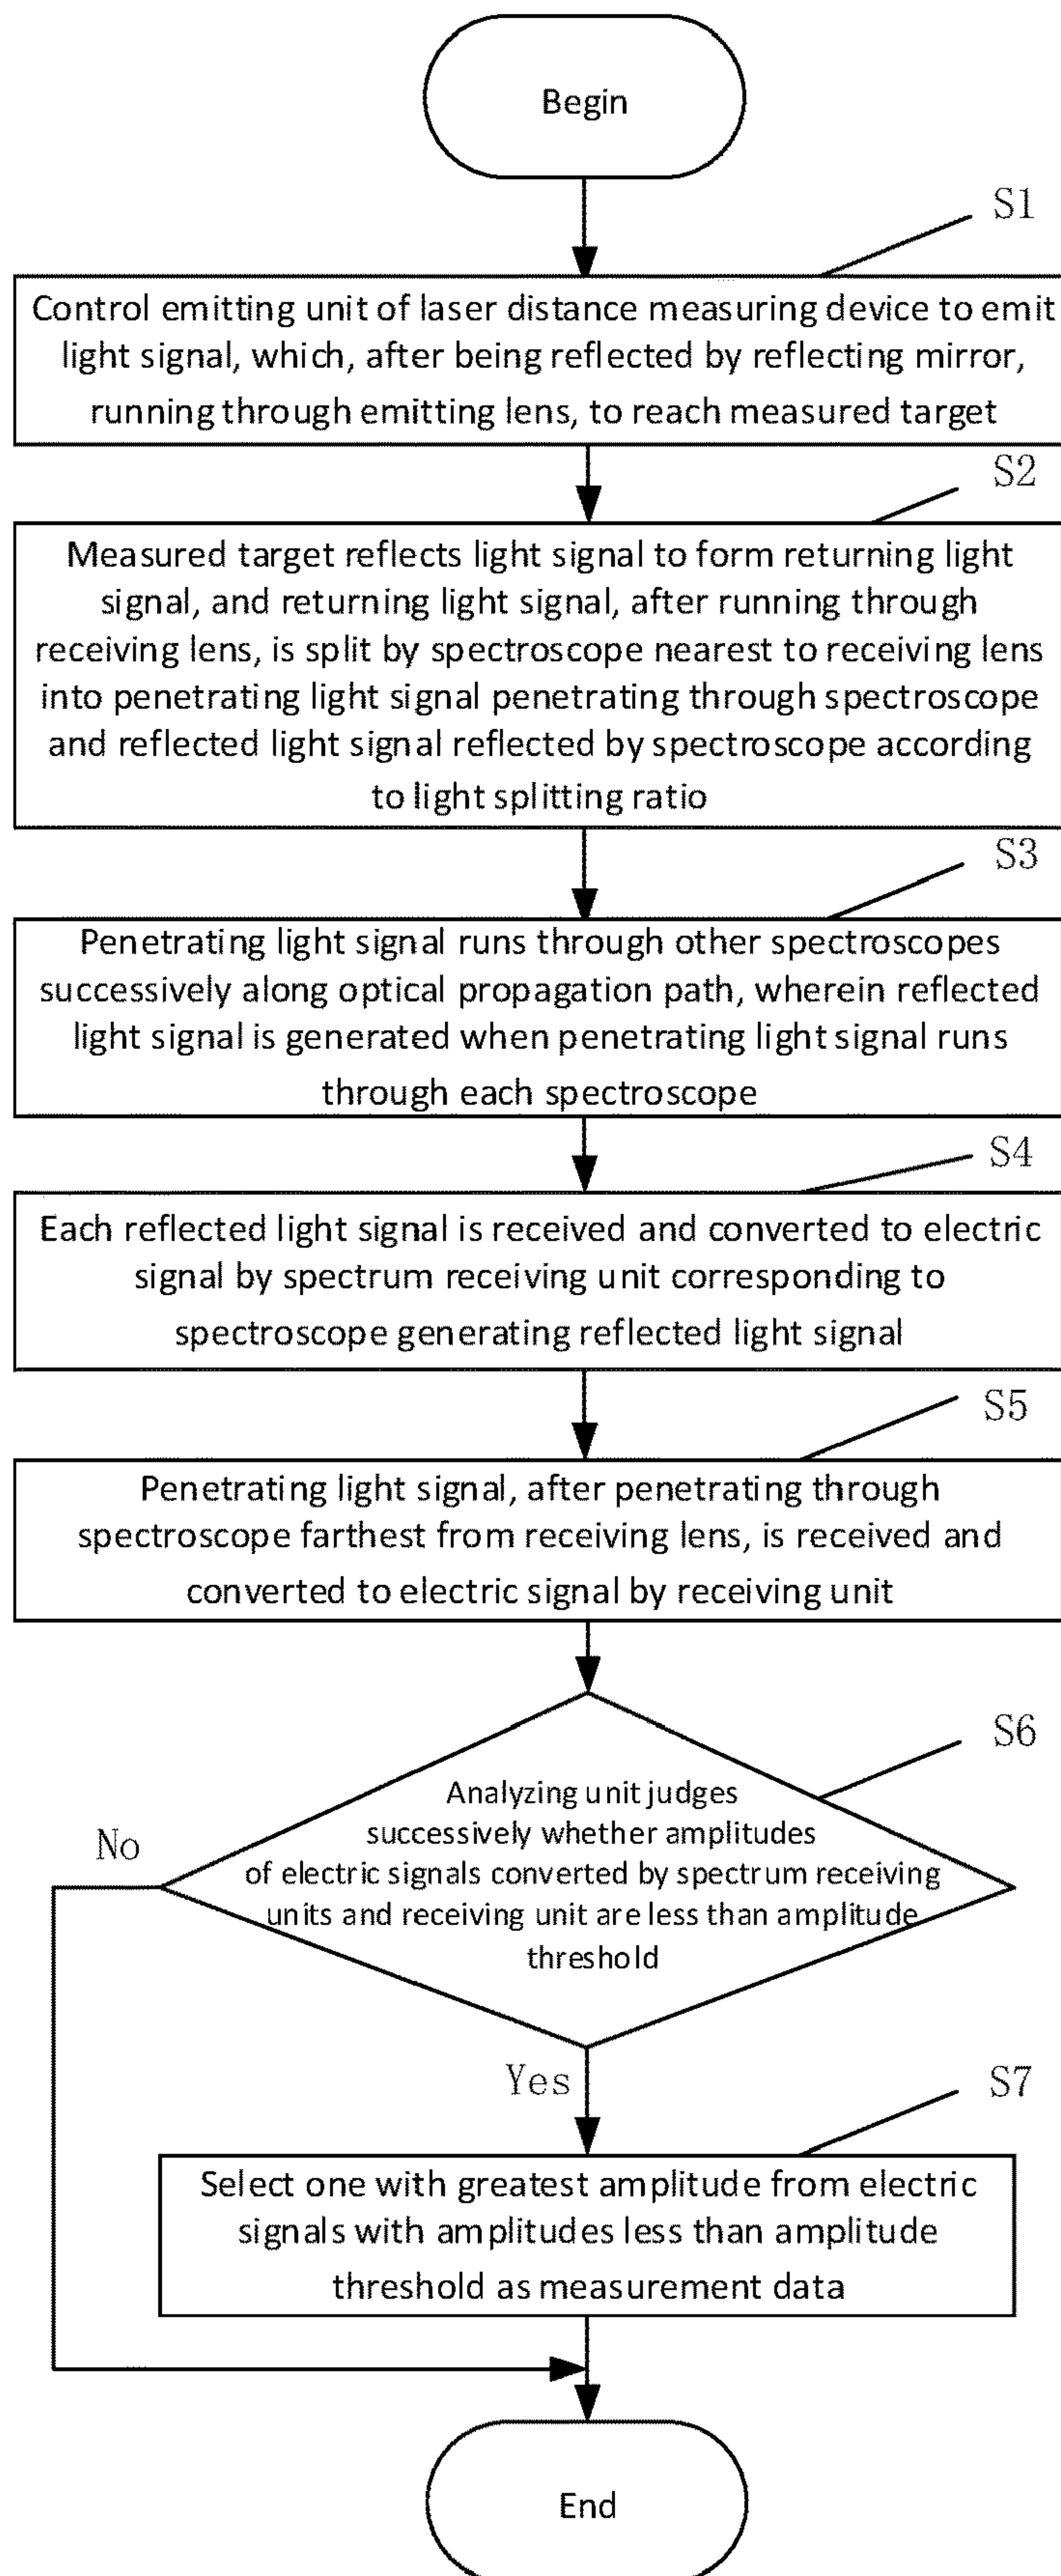 Begin
S1
Control emitting unit of laser distance measuring device to emit
light signal, which, after being reflected by reflecting mirror,
running through emitting lens, to reach measured target
S2
Measured target reflects light signal to form returning light
signal, and returning light signal, after running through
receiving lens, is split by spectroscope nearest to receiving lens
into penetrating light signal penetrating through spectroscope
and reflected light signal reflected by spectroscope according
to light splitting ratio
S3
Penetrating light signal runs through other spectroscopes
successively along optical propagation path, wherein reflected
light signal is generated when penetrating light signal runs
through each spectroscope
S4
Each reflected light signal is received and converted to electric
signal by spectrum receiving unit corresponding to
spectroscope generating reflected light signal
S5
Penetrating light signal, after penetrating through
spectroscope farthest from receiving lens, is received and
converted to electric signal by receiving unit
S6
Analyzing unit judges
successively whether amplitudes
of electric signals converted by spectrum receiving
units and receiving unit are less than amplitude
threshold
No
Yes
S7
Select one with greatest amplitude from electric
signals with amplitudes less than amplitude
threshold as measurement data
End